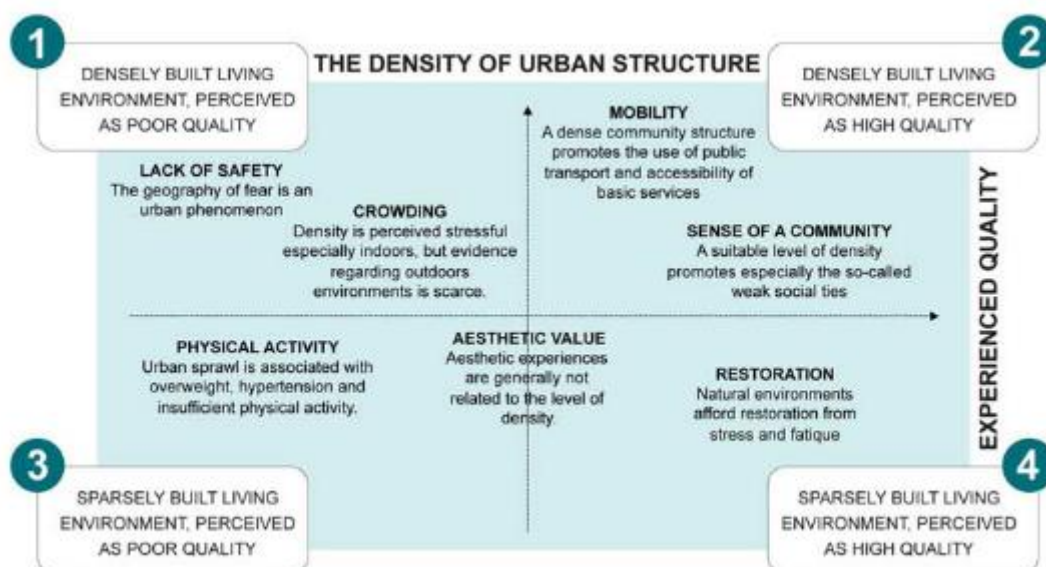 1
DENSELY BUILT LIVING
ENVIRONMENT, PERCEIVED
AS POOR QUALITY
THE DENSITY OF URBAN STRUCTURE
2
DENSELY BUILT LIVING
ENVIRONMENT, PERCEIVED
AS HIGH QUALITY
MOBILITY
A dense community structure
promotes the use of public
transport and accessibility of
basic services
LACK OF SAFETY
The geography of fear is an
urban phenomenon
CROWDING
Density is perceived stressful
especially indoors, but evidence
regarding outdoors
environments is scarce.
SENSE OF A COMMUNITY
A suitable level of density
promotes especially the so-called
weak social ties
EXPERIENCED QUALITY
PHYSICAL ACTIVITY
Urban sprawl is associated with
overweight, hypertension and
insufficient physical activity.
AESTHETIC VALUE
Aesthetic experiences
are generally not
related to the level of
density
RESTORATION
Natural environments
afford restoration from
stress and fatique
3
SPARSELY BUILT LIVING
ENVIRONMENT, PERCEIVED
AS POOR QUALITY
4
SPARSELY BUILT LIVING
ENVIRONMENT, PERCEIVED
AS HIGH QUALITY